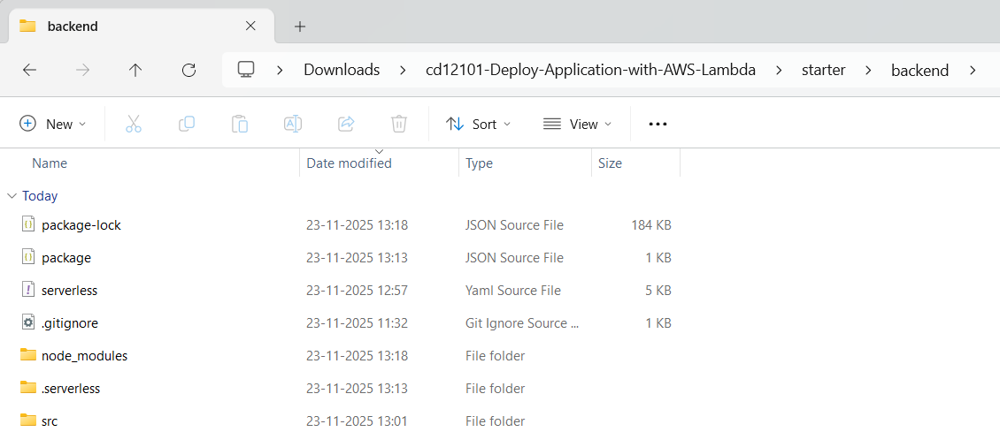 backend
Downloads > cd12101-Deploy-Application-with-AWS-Lambda > starter > backend >
New Sort View
Name Date modified Type Size
Today
package-lock 23-11-2025 13:18 JSON Source File 184 KB
package 23-11-2025 13:13 JSON Source File 1 KB
serverless 23-11-2025 12:57 Yaml Source File 5 KB
.gitignore 23-11-2025 11:32 Git Ignore Source ... 1 KB
node_modules 23-11-2025 13:18 File folder
.serverless 23-11-2025 13:13 File folder
src 23-11-2025 13:01 File folder